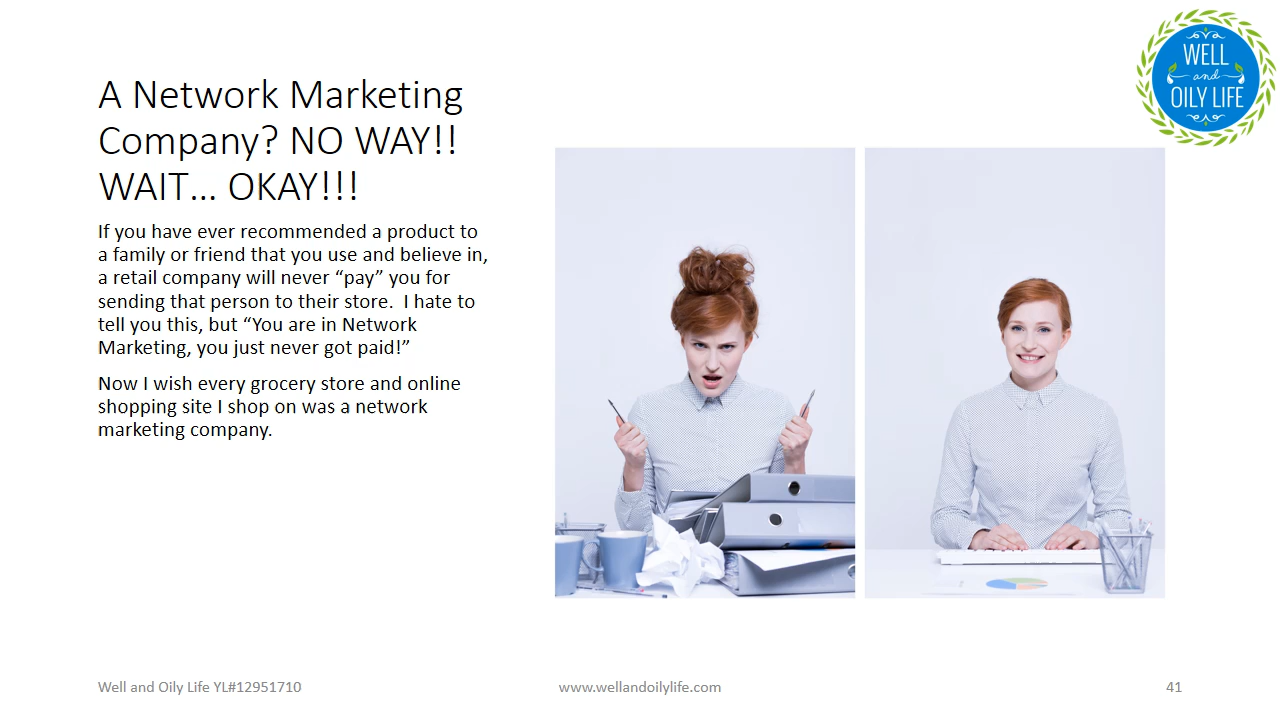 WELL
and
OILY LIFE
A Network Marketing
Company? NO WAY!!
WAIT… OKAY!!!
If you have ever recommended a product to
a family or friend that you use and believe in,
a retail company will never “pay” you for
sending that person to their store.  I hate to
tell you this, but “You are in Network
Marketing, you just never got paid!”
Now I wish every grocery store and online
shopping site I shop on was a network
marketing company.
Well and Oily Life YL#12951710
www.wellandoilylife.com
41